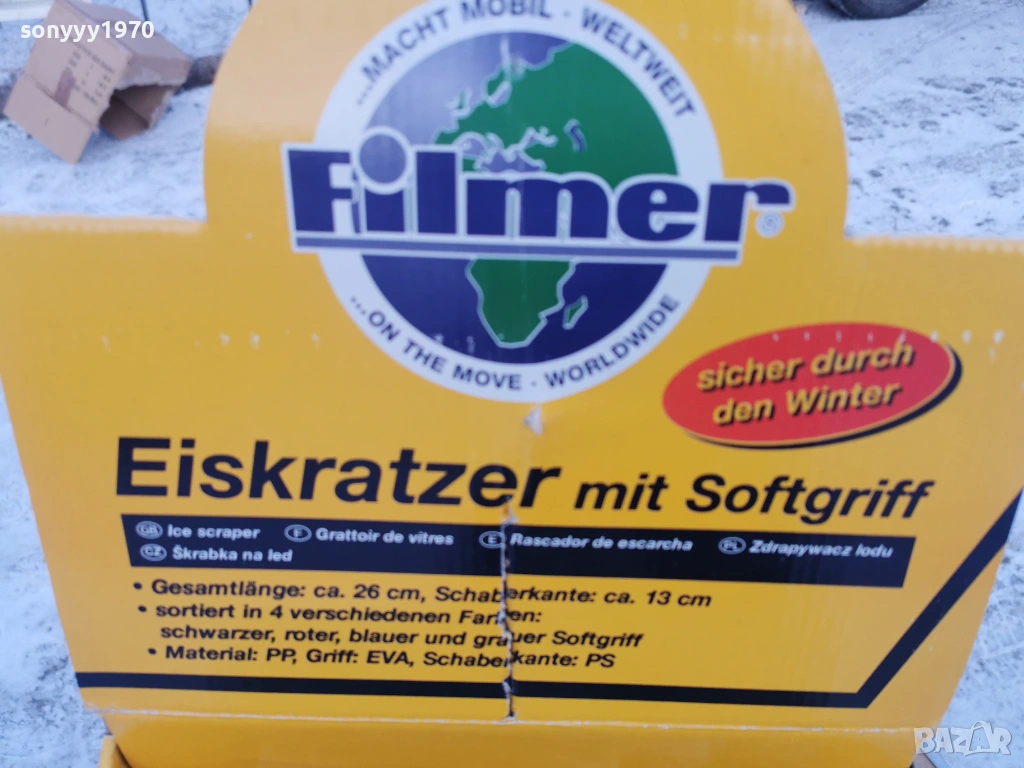 sonyyy1970
...MACHT MOBIL · WELTWEIT
Filmer®
...ON THE MOVE · WORLDWIDE
sicher durch
den Winter
Eiskratzer mit Softgriff
GB Ice scraper F Grattoir de vitres E Rascador de escarcha PL Zdrapywacz lodu
CZ Škrabka na led
• Gesamtlänge: ca. 26 cm, Schaberkante: ca. 13 cm
• sortiert in 4 verschiedenen Farben:
schwarzer, roter, blauer und grauer Softgriff
• Material: PP, Griff: EVA, Schaberkante: PS
BAZAR